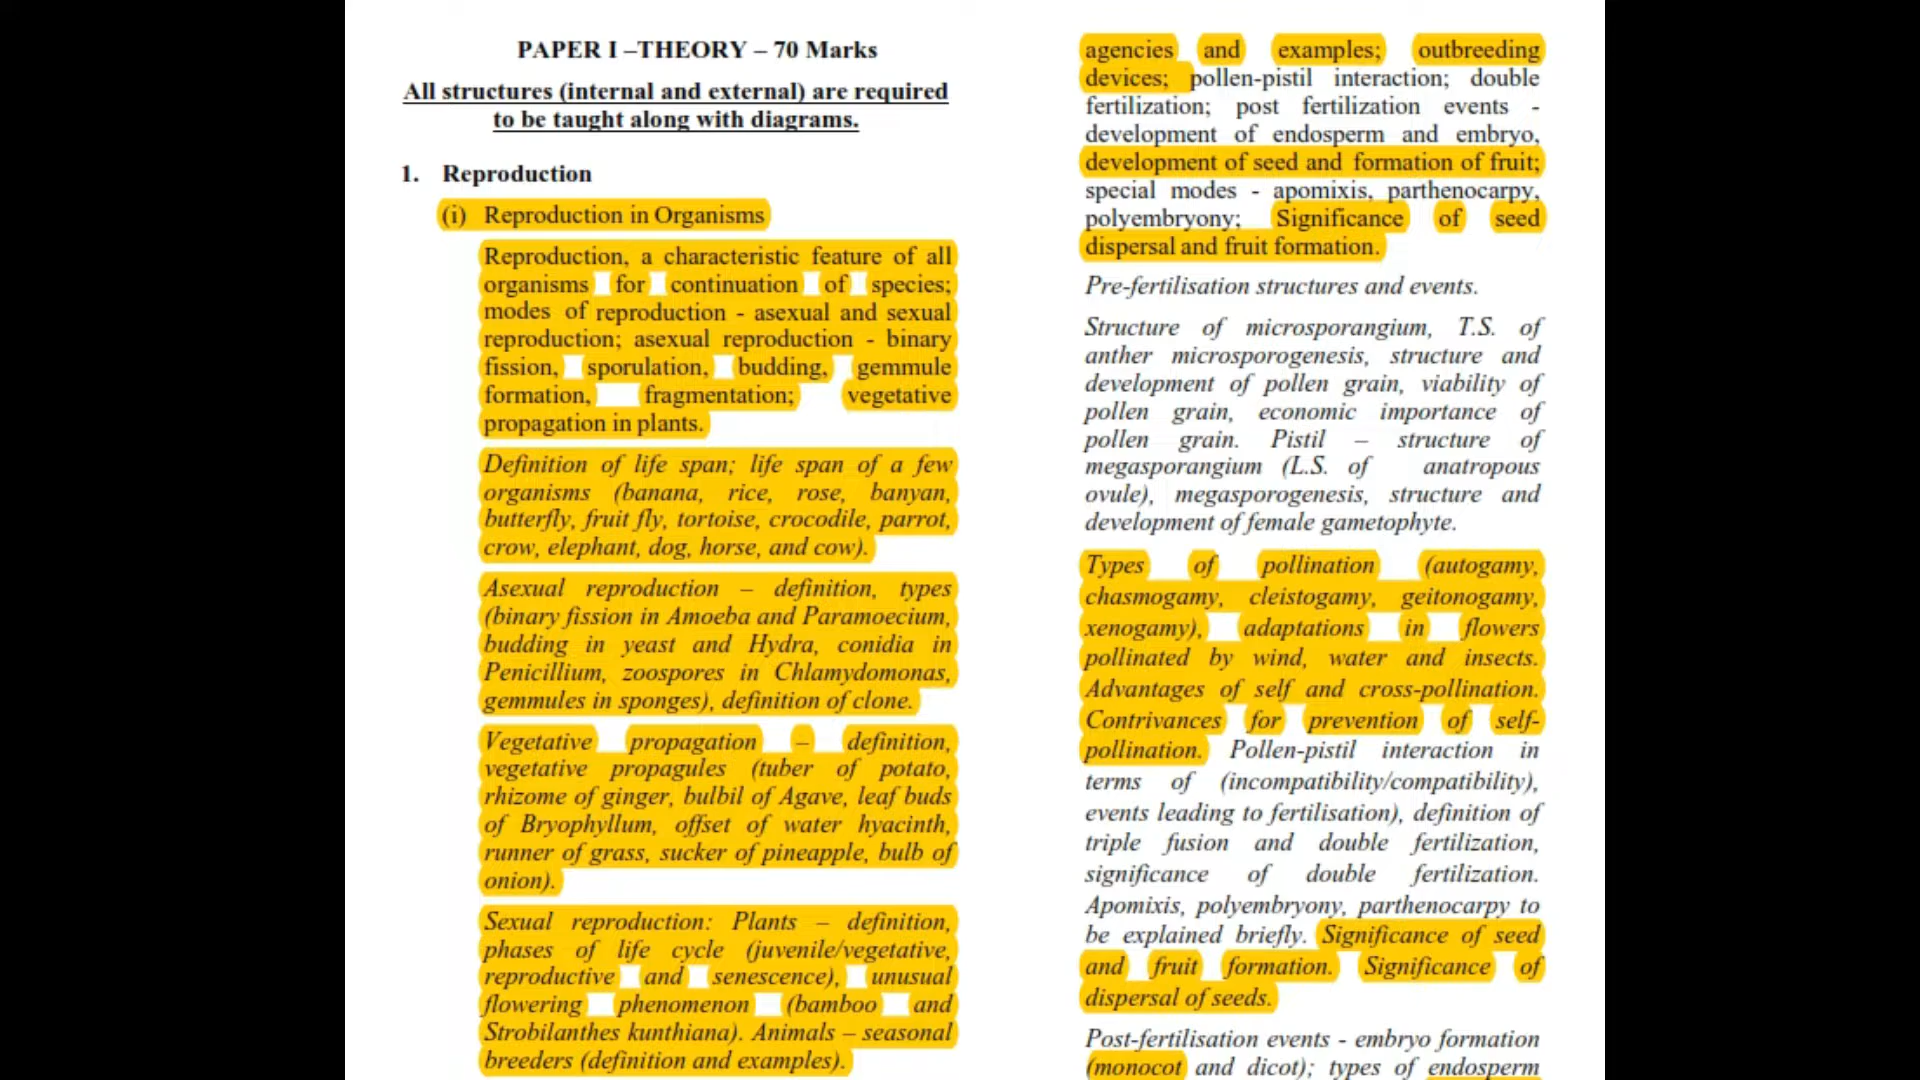 PAPER I –THEORY – 70 Marks
All structures (internal and external) are required
to be taught along with diagrams.
1. Reproduction
(i) Reproduction in Organisms
Reproduction, a characteristic feature of all
organisms for continuation of species;
modes of reproduction - asexual and sexual
reproduction; asexual reproduction - binary
fission, sporulation, budding, gemmule
formation, fragmentation; vegetative
propagation in plants.
Definition of life span; life span of a few
organisms (banana, rice, rose, banyan,
butterfly, fruit fly, tortoise, crocodile, parrot,
crow, elephant, dog, horse, and cow).
Asexual reproduction – definition, types
(binary fission in Amoeba and Paramoecium,
budding in yeast and Hydra, conidia in
Penicillium, zoospores in Chlamydomonas,
gemmules in sponges), definition of clone.
Vegetative propagation – definition,
vegetative propagules (tuber of potato,
rhizome of ginger, bulbil of Agave, leaf buds
of Bryophyllum, offset of water hyacinth,
runner of grass, sucker of pineapple, bulb of
onion).
Sexual reproduction: Plants – definition,
phases of life cycle (juvenile/vegetative,
reproductive and senescence), unusual
flowering phenomenon (bamboo and
Strobilanthes kunthiana). Animals – seasonal
breeders (definition and examples).
agencies and examples; outbreeding
devices; pollen-pistil interaction; double
fertilization; post fertilization events -
development of endosperm and embryo,
development of seed and formation of fruit;
special modes - apomixis, parthenocarpy,
polyembryony; Significance of seed
dispersal and fruit formation.
Pre-fertilisation structures and events.
Structure of microsporangium, T.S. of
anther microsporogenesis, structure and
development of pollen grain, viability of
pollen grain, economic importance of
pollen grain. Pistil – structure of
megasporangium (L.S. of anatropous
ovule), megasporogenesis, structure and
development of female gametophyte.
Types of pollination (autogamy,
chasmogamy, cleistogamy, geitonogamy,
xenogamy), adaptations in flowers
pollinated by wind, water and insects.
Advantages of self and cross-pollination.
Contrivances for prevention of self-
pollination. Pollen-pistil interaction in
terms of (incompatibility/compatibility),
events leading to fertilisation), definition of
triple fusion and double fertilization,
significance of double fertilization.
Apomixis, polyembryony, parthenocarpy to
be explained briefly. Significance of seed
and fruit formation. Significance of
dispersal of seeds.
Post-fertilisation events - embryo formation
(monocot and dicot); types of endosperm